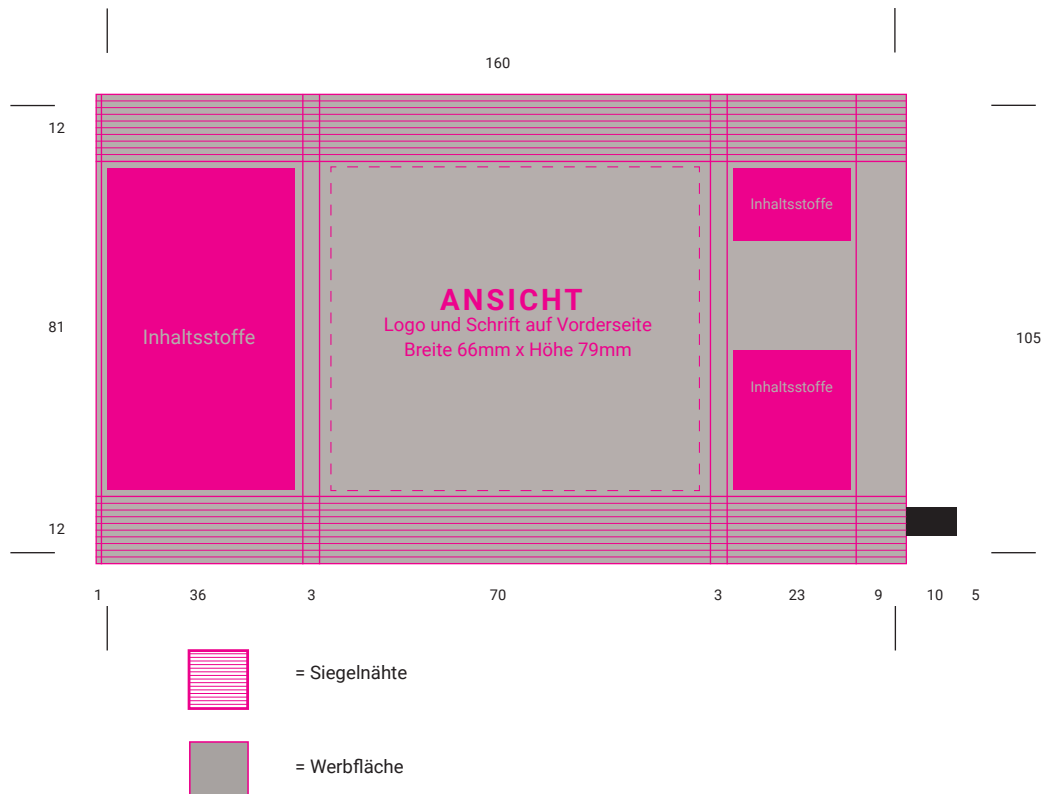 160
12
Inhaltsstoffe
ANSICHT
Logo und Schrift auf Vorderseite
Breite 66mm x Höhe 79mm
81
Inhaltsstoffe
105
Inhaltsstoffe
12
1 36 3 70 3 23 9 10 5
= Siegelnähte
= Werbfläche